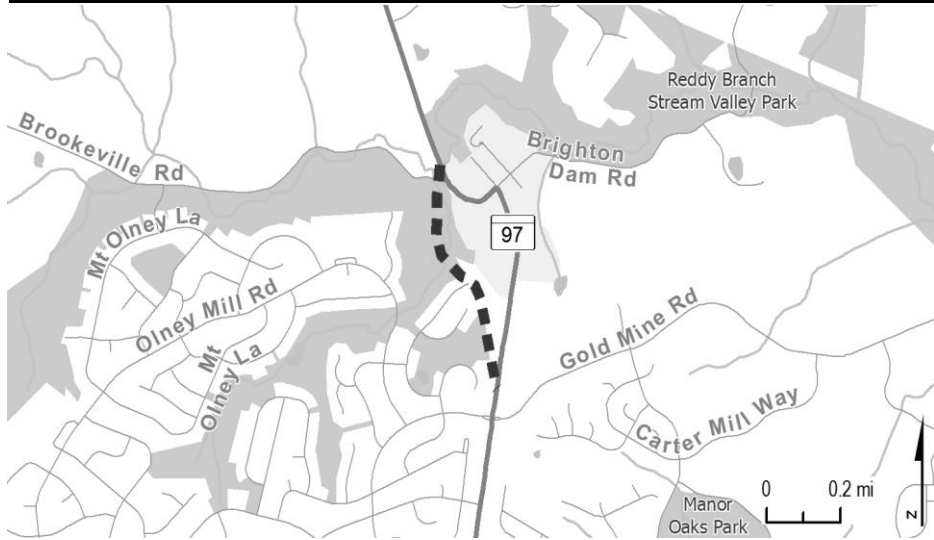 Reddy Branch
Stream Valley Park
Brookeville Rd
Brighton
Dam Rd
Mt Olney La
97
Olney Mill Rd
Mt
Olney La
Gold Mine Rd
Carter Mill Way
0 0.2 mi
Manor
Oaks Park
N